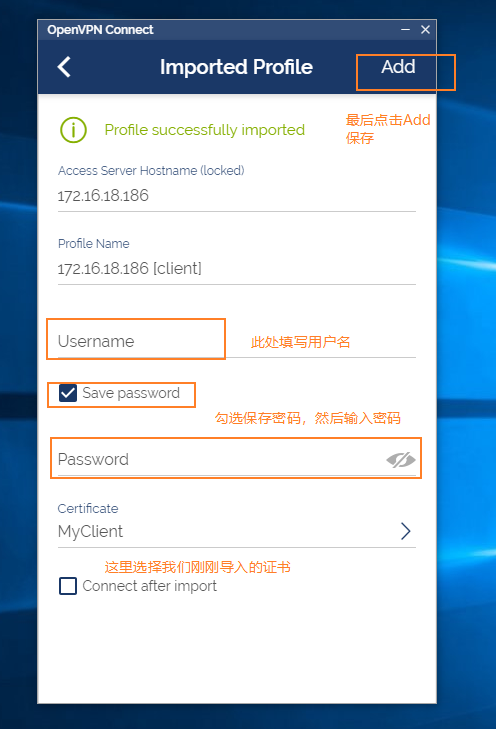 OpenVPN Connect
Imported Profile
Add
Profile successfully imported
最后点击Add
保存
Access Server Hostname (locked)
172.16.18.186
Profile Name
172.16.18.186 [client]
Username
此处填写用户名
Save password
勾选保存密码，然后输入密码
Password
Certificate
MyClient
这里选择我们刚刚导入的证书
Connect after import